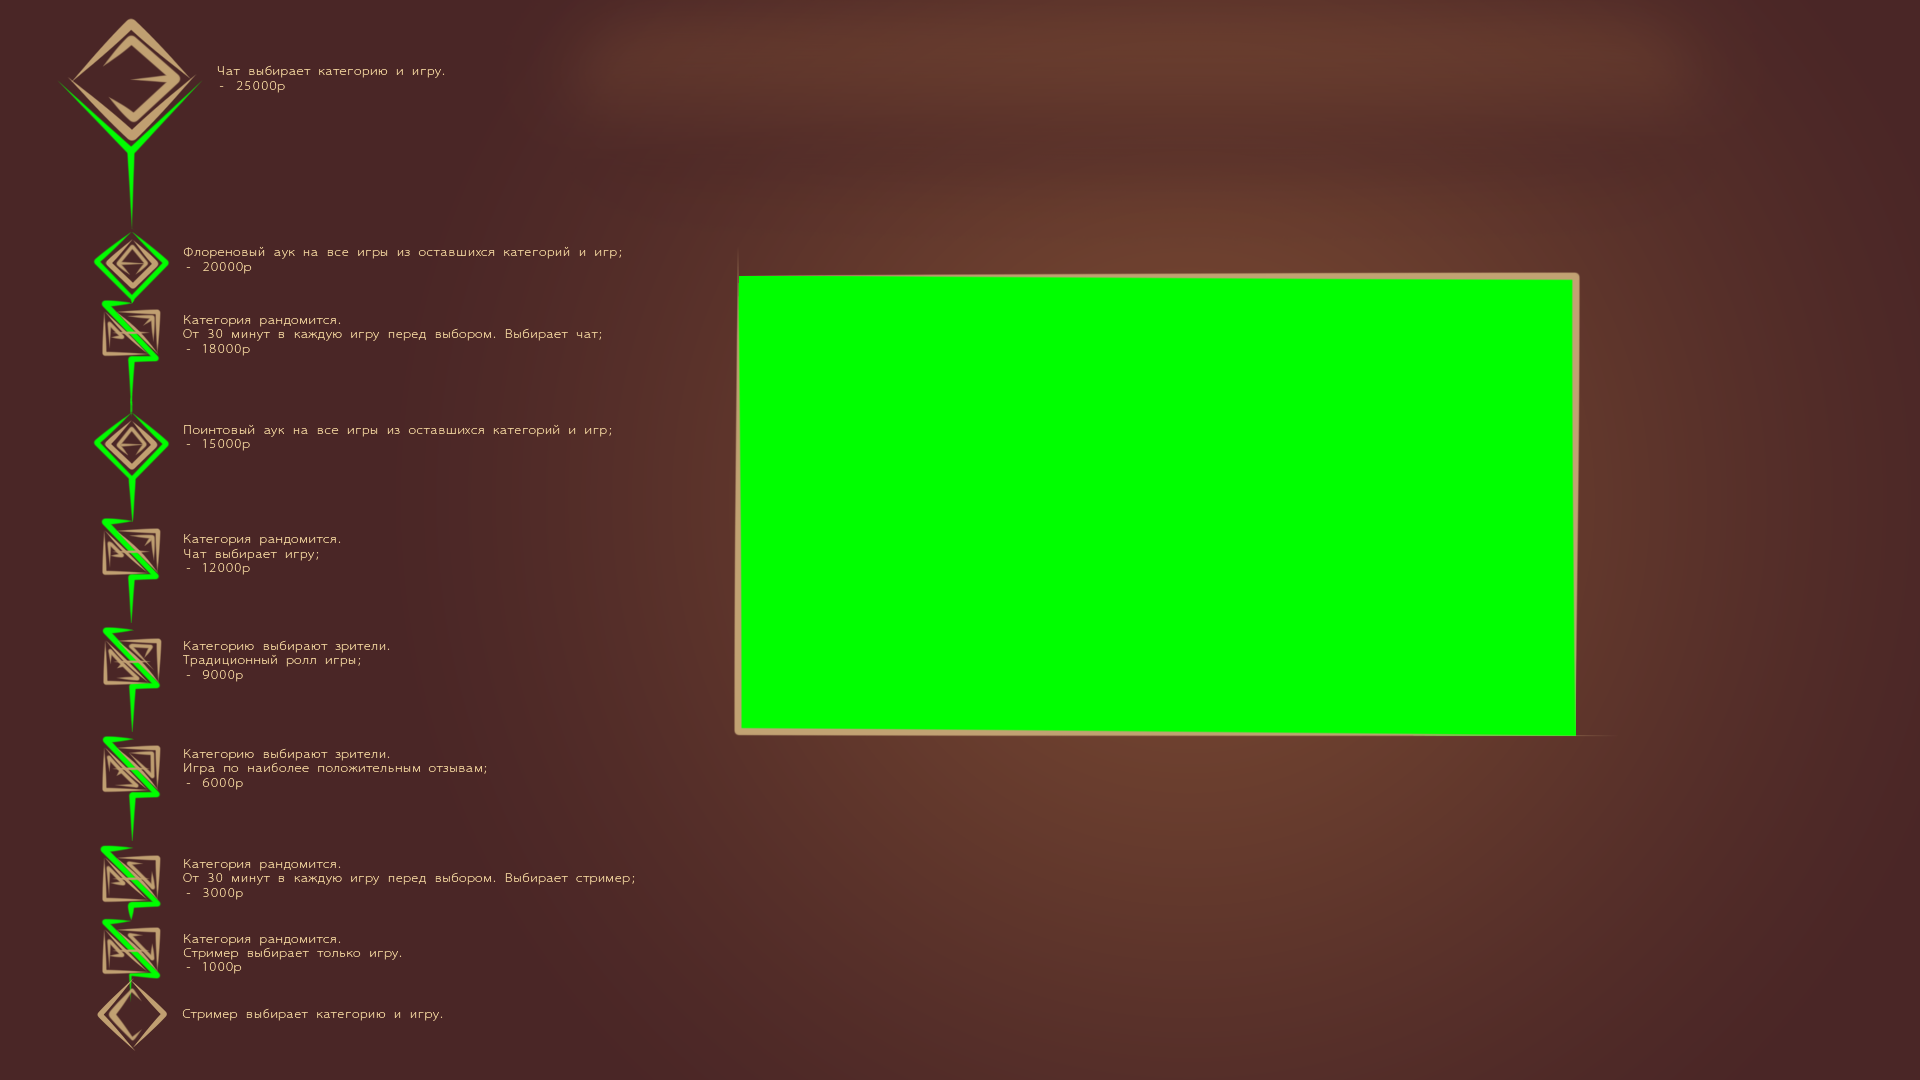 Чат выбирает категорию и игру.
- 25000р
Флореновый аук на все игры из оставшихся категорий и игр;
- 20000р
Категория рандомится.
От 30 минут в каждую игру перед выбором. Выбирает чат;
- 18000р
Поинтовый аук на все игры из оставшихся категорий и игр;
- 15000р
Категория рандомится.
Чат выбирает игру;
- 12000р
Категорию выбирают зрители.
Традиционный ролл игры;
- 9000р
Категорию выбирают зрители.
Игра по наиболее положительным отзывам;
- 6000р
Категория рандомится.
От 30 минут в каждую игру перед выбором. Выбирает стример;
- 3000р
Категория рандомится.
Стример выбирает только игру.
- 1000р
Стример выбирает категорию и игру.